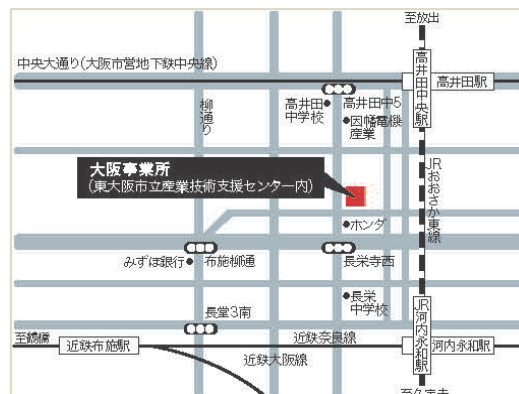 至放出
中央大通り(大阪市営地下鉄中央線)
高井田中央駅
高井田駅
柳通り
高井田
中学校
高井田中5
因幡電機
産業
大阪事業所
(東大阪市立産業技術支援センター内)
JRおおさか東線
ホンダ
みずほ銀行
布施柳通
長栄寺西
長栄
中学校
長堂3南
至鶴橋
近鉄布施駅
近鉄奈良線
近鉄大阪線
JR河内永和駅
河内永和駅
至久宝寺